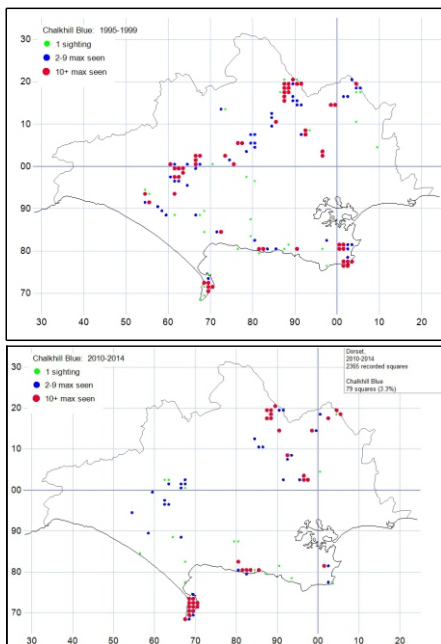 Chalkhill Blue: 1995-1999
1 sighting
2-9 max seen
10+ max seen
20
10
00
90
80
70
30 40 50 60 70 80 90 00 10 20
Chalkhill Blue: 2010-2014
1 sighting
2-9 max seen
10+ max seen
Dorset,
2010-2014
2365 recorded squares
Chalkhill Blue
79 squares (3.3%)
20
10
00
90
80
70
30 40 50 60 70 80 90 00 10 20